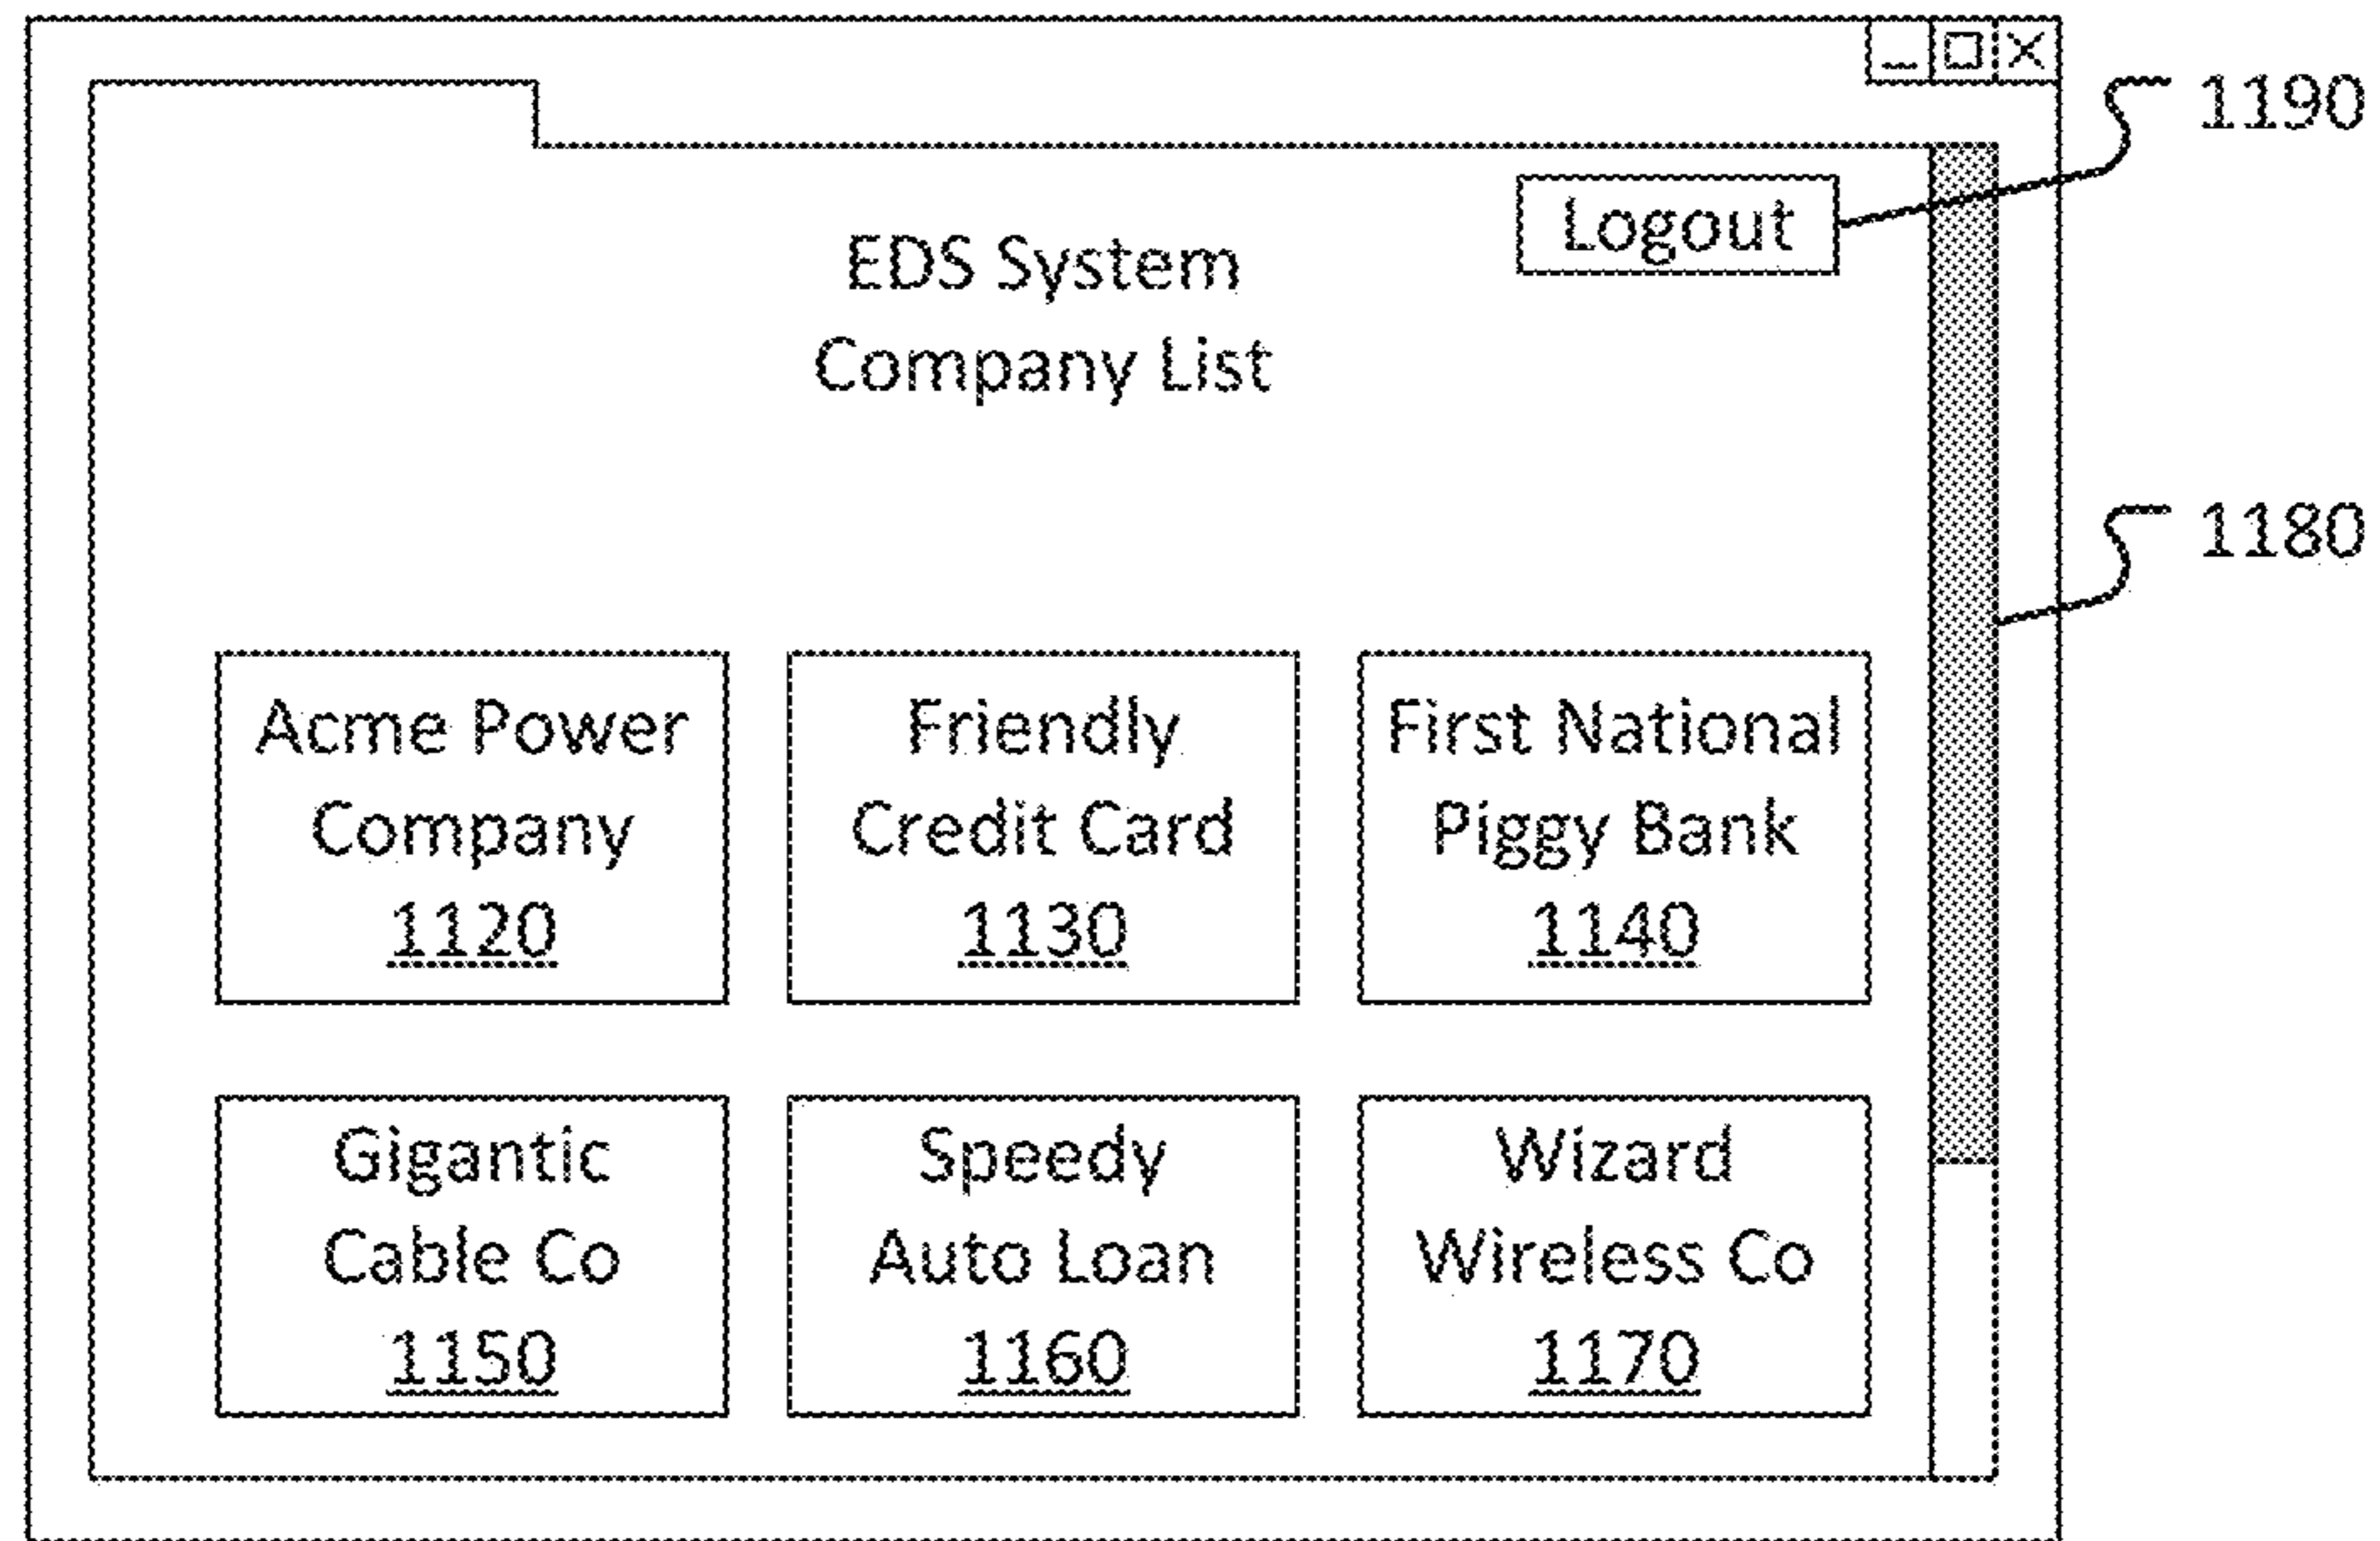 1190
Logout
EDS System
Company List
1180
Acme Power
Company
1120
Friendly
Credit Card
1130
First National
Piggy Bank
1140
Gigantic
Cable Co
1150
Speedy
Auto Loan
1160
Wizard
Wireless Co
1170